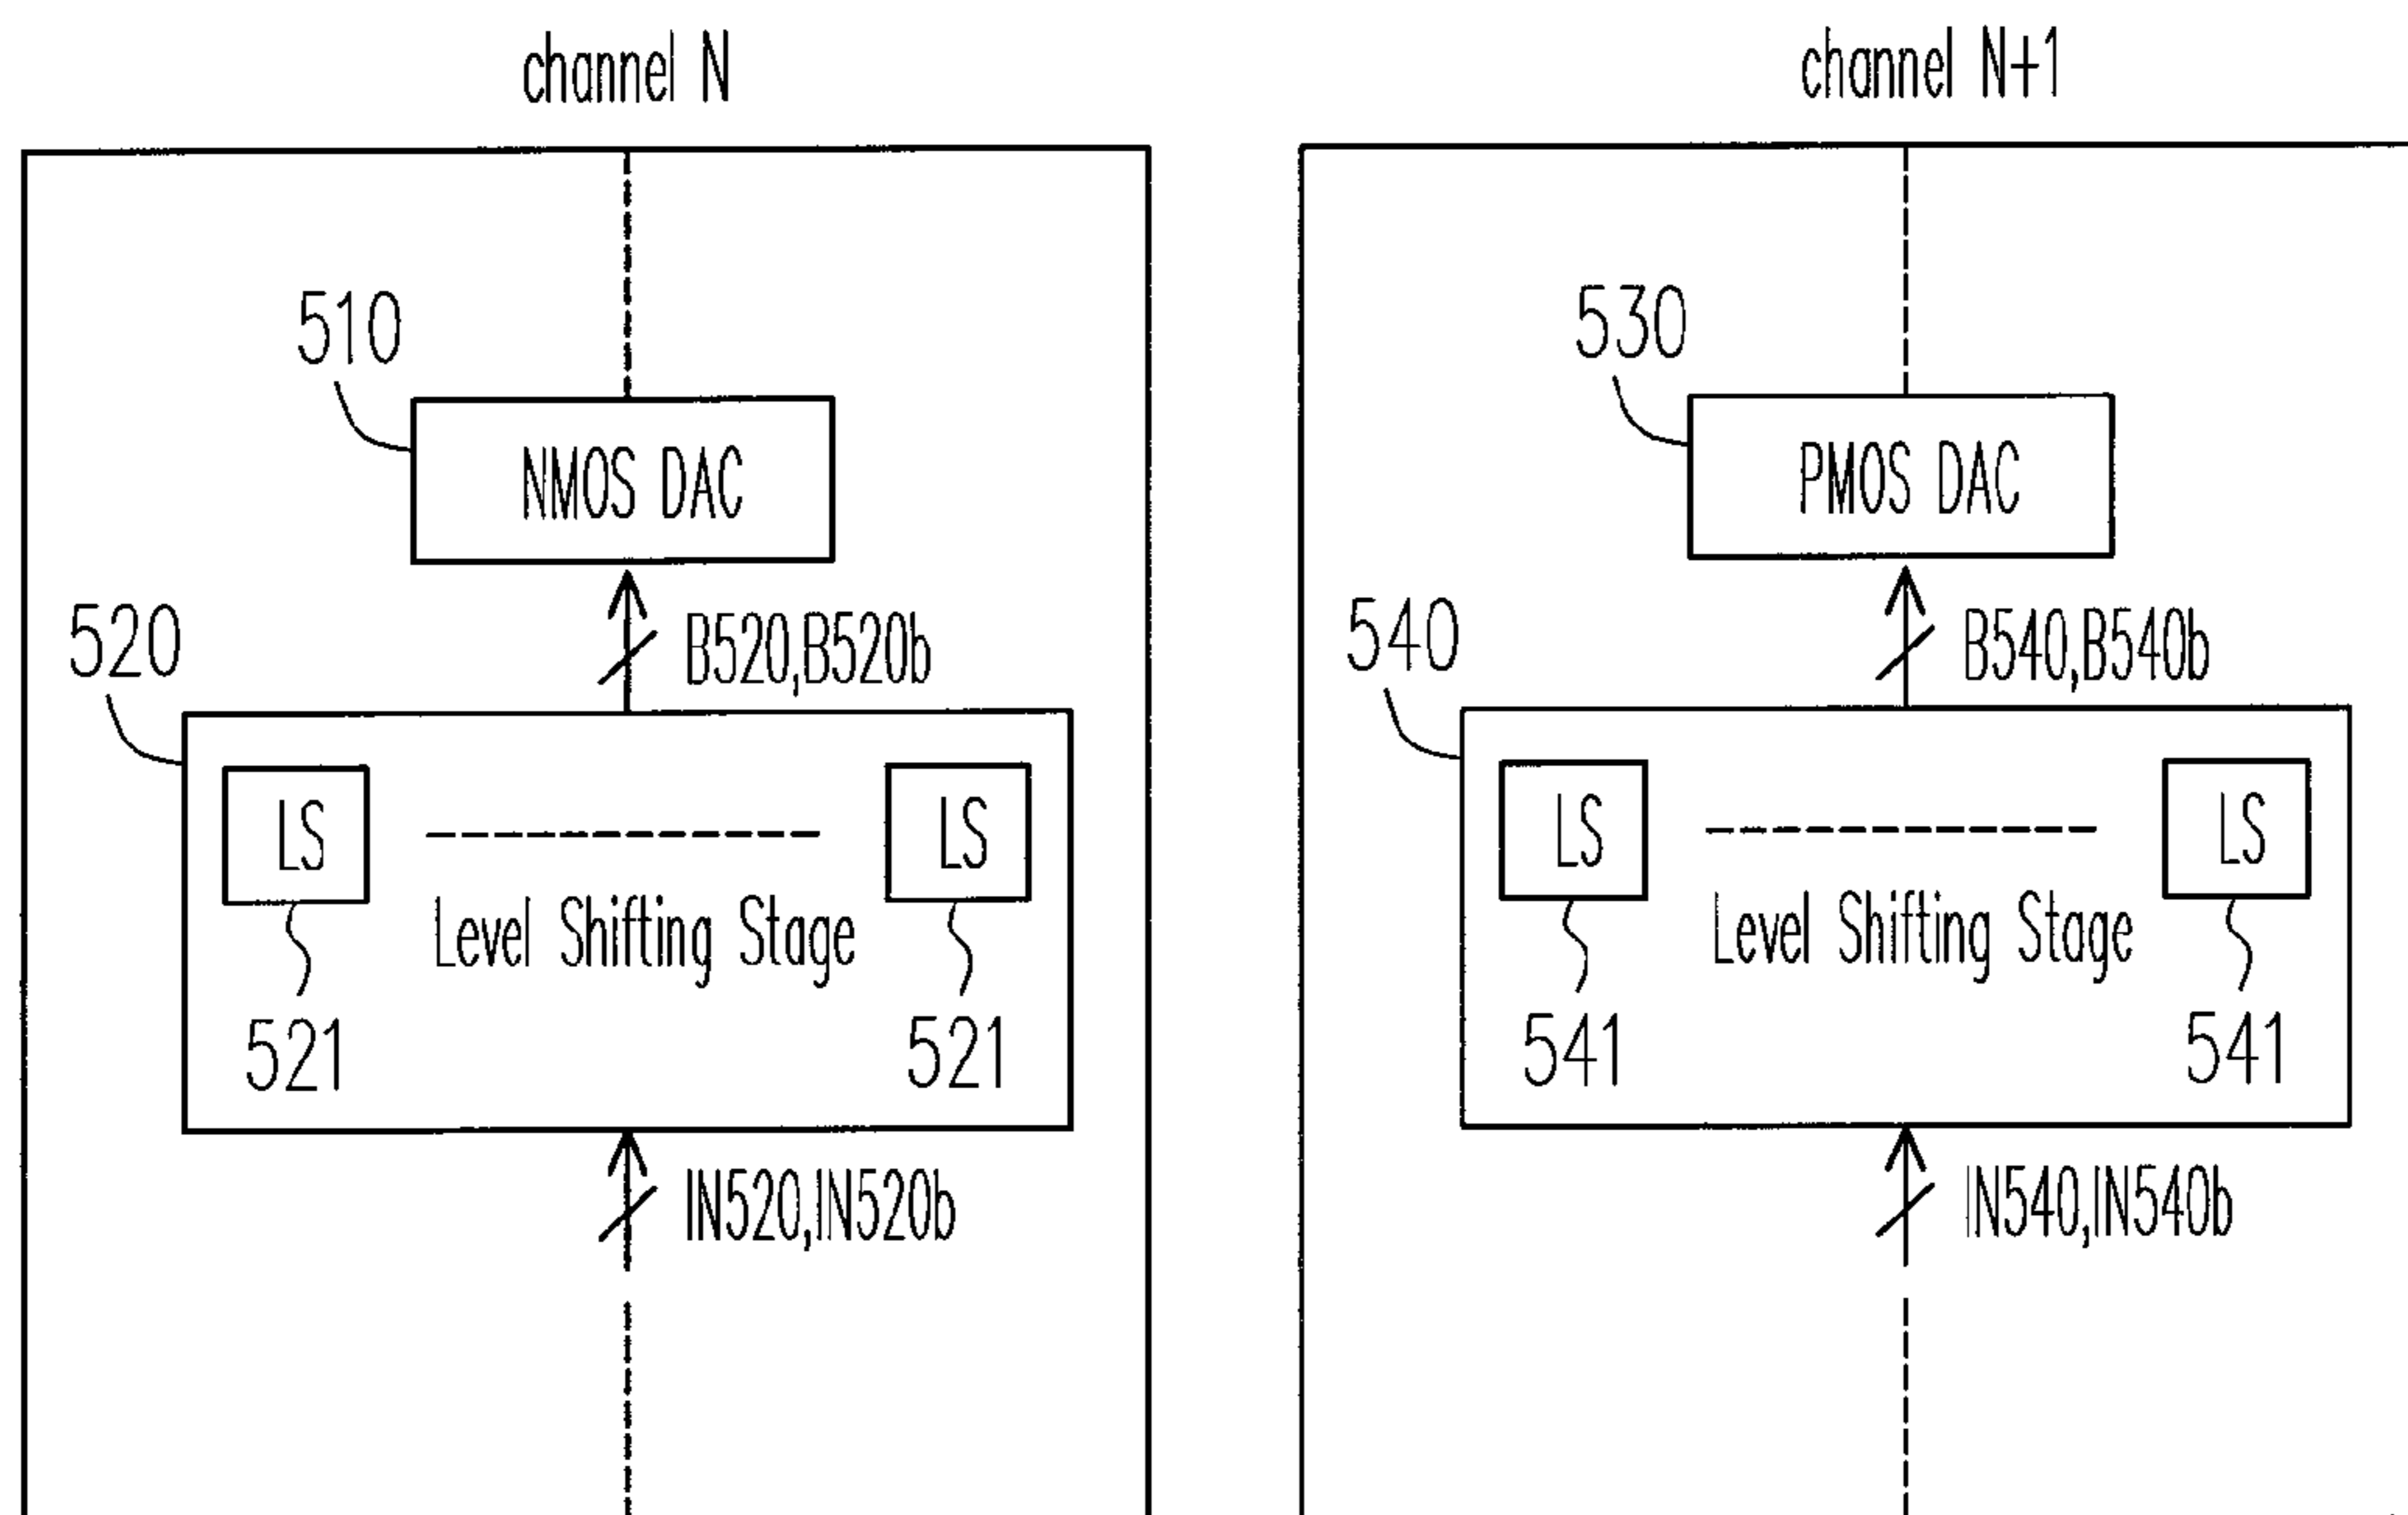 channel N
510
NMOS DAC
520
B520,B520b
LS
LS
Level Shifting Stage
521
521
IN520,IN520b
channel N+1
530
PMOS DAC
540
B540,B540b
LS
LS
Level Shifting Stage
541
541
IN540,IN540b